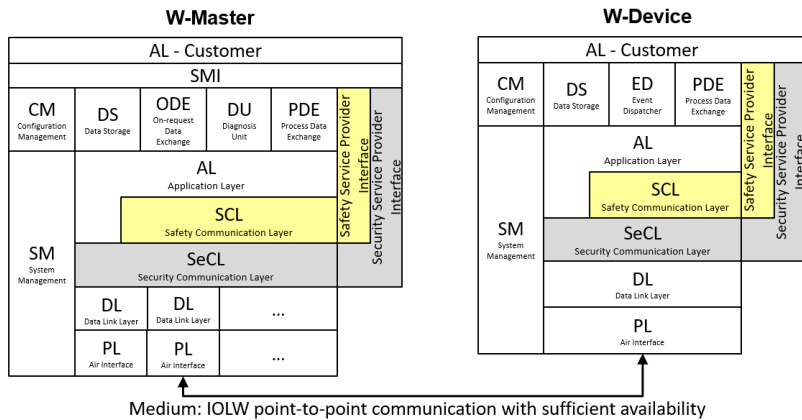 W-Master
AL - Customer
SMI
CM
Configuration
Management
DS
Data Storage
ODE
On-request
Data
Exchange
DU
Diagnosis
Unit
PDE
Process Data
Exchange
Safety Service Provider
Interface
Security Service Provider
Interface
AL
Application Layer
SCL
Safety Communication Layer
SM
System
Management
SeCL
Security Communication Layer
DL
Data Link Layer
DL
Data Link Layer
...
PL
Air Interface
PL
Air Interface
...
W-Device
AL - Customer
CM
Configuration
Management
DS
Data Storage
ED
Event
Dispatcher
PDE
Process Data
Exchange
Safety Service Provider
Interface
Security Service Provider
Interface
AL
Application Layer
SCL
Safety Communication Layer
SM
System
Management
SeCL
Security Communication Layer
DL
Data Link Layer
PL
Air Interface
Medium: IOLW point-to-point communication with sufficient availability